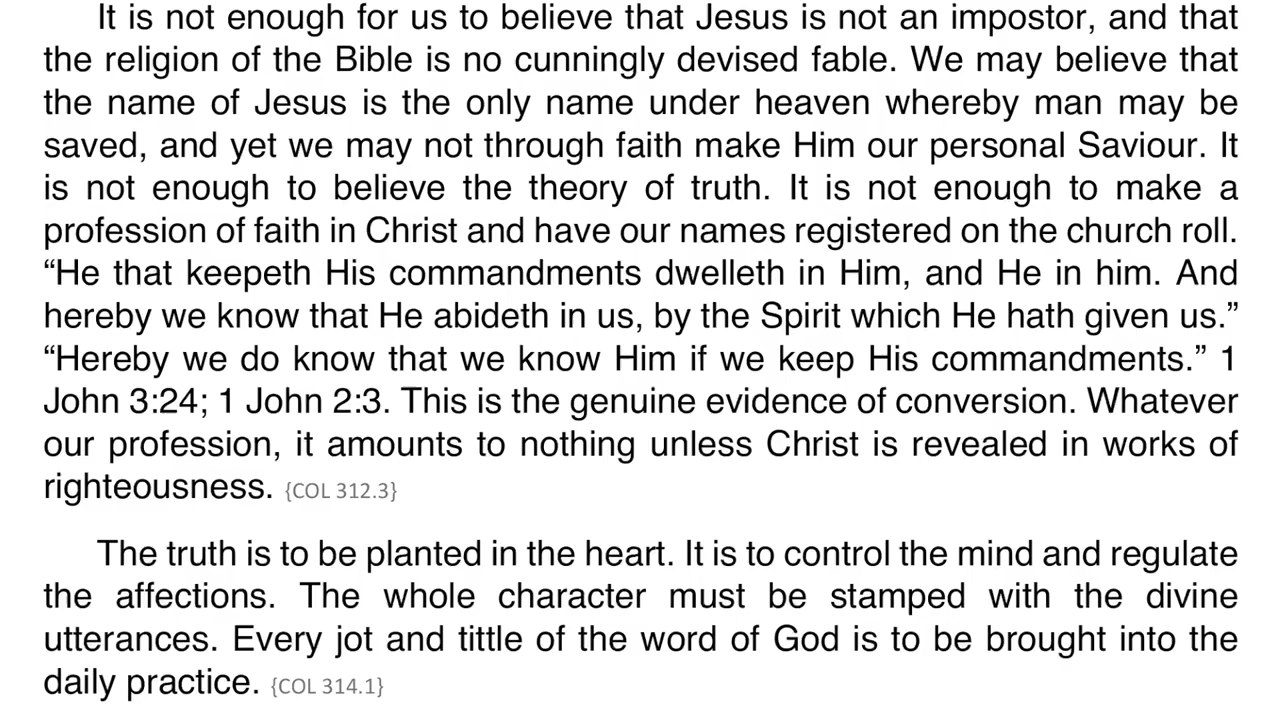 It is not enough for us to believe that Jesus is not an impostor, and that
the religion of the Bible is no cunningly devised fable. We may believe that
the name of Jesus is the only name under heaven whereby man may be
saved, and yet we may not through faith make Him our personal Saviour. It
is not enough to believe the theory of truth. It is not enough to make a
profession of faith in Christ and have our names registered on the church roll.
“He that keepeth His commandments dwelleth in Him, and He in him. And
hereby we know that He abideth in us, by the Spirit which He hath given us.”
“Hereby we do know that we know Him if we keep His commandments.” 1
John 3:24; 1 John 2:3. This is the genuine evidence of conversion. Whatever
our profession, it amounts to nothing unless Christ is revealed in works of
righteousness. {COL 312.3}
The truth is to be planted in the heart. It is to control the mind and regulate
the affections. The whole character must be stamped with the divine
utterances. Every jot and tittle of the word of God is to be brought into the
daily practice. {COL 314.1}